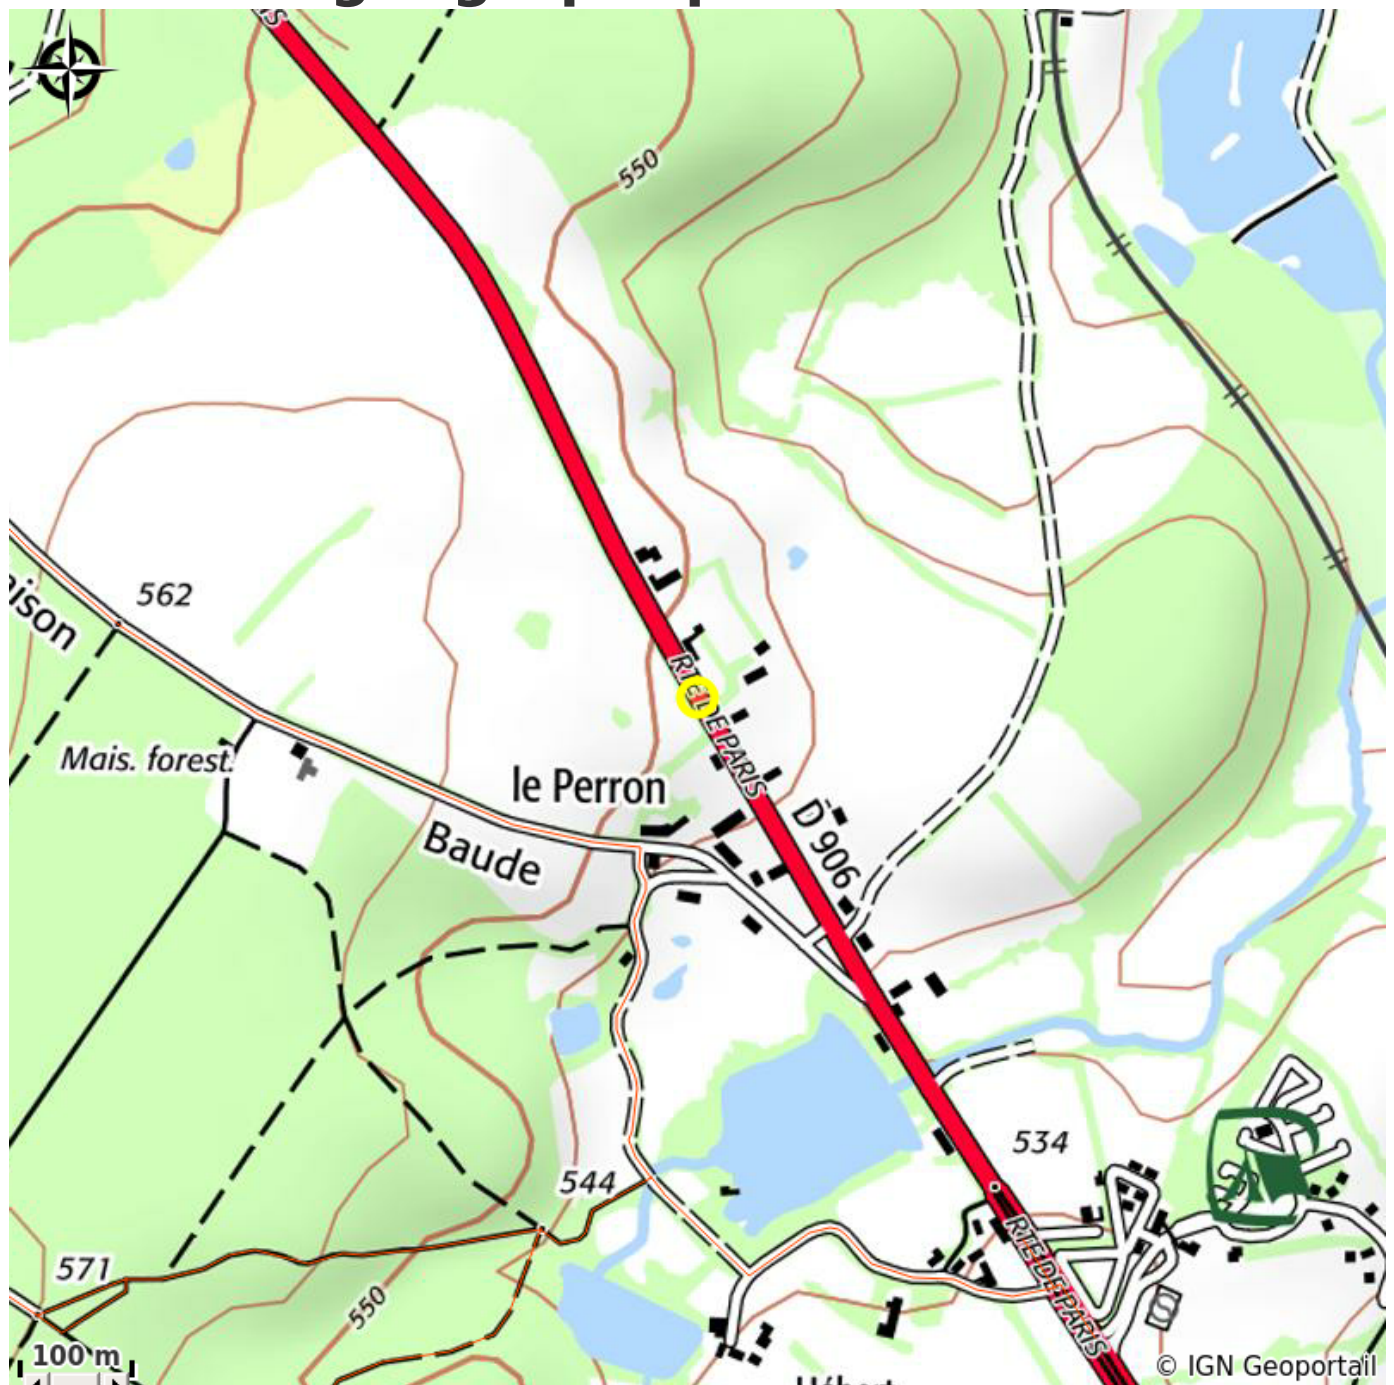 550
562
ison
Mais. forest.
le Perron
Baude
RTE DE PARIS
D 906
534
544
571
550
RTE DE PARIS
100 m
© IGN Geoportail